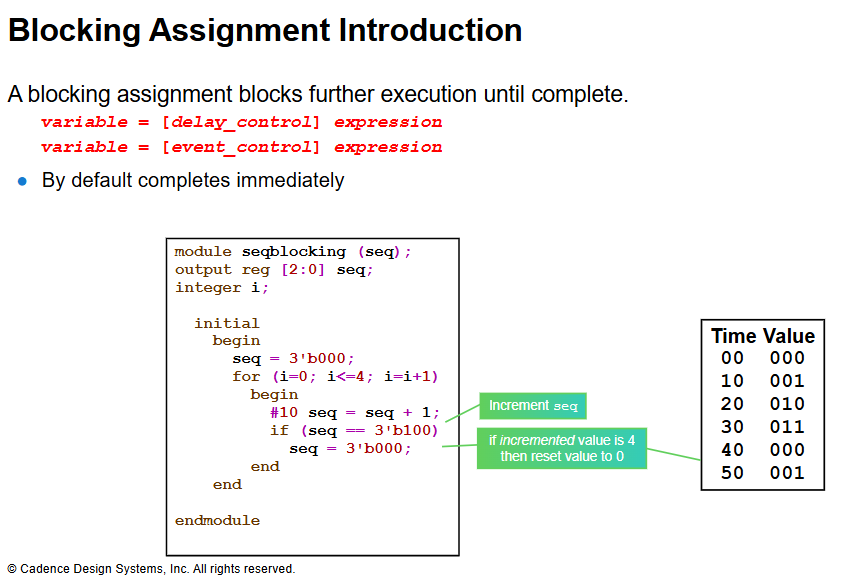 Blocking Assignment Introduction
A blocking assignment blocks further execution until complete.
variable = [delay_control] expression
variable = [event_control] expression
• By default completes immediately
module seqblocking (seq);
output reg [2:0] seq;
integer i;
initial
begin
seq = 3'b000;
for (i=0; i<=4; i=i+1)
begin
#10 seq = seq + 1;
if (seq == 3'b100)
seq = 3'b000;
end
end
endmodule
Increment seq
if incremented value is 4
then reset value to 0
Time Value
00 000
10 001
20 010
30 011
40 000
50 001
© Cadence Design Systems, Inc. All rights reserved.